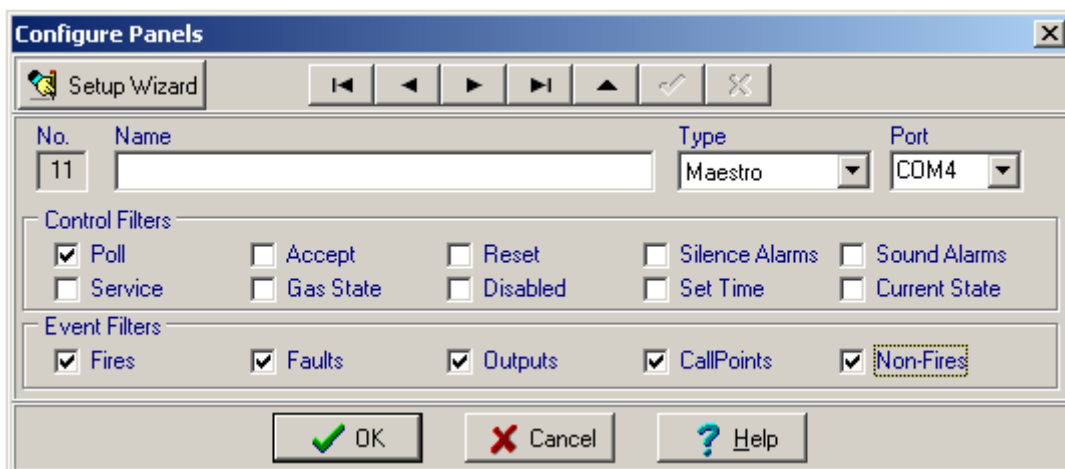 Configure Panels
Setup Wizard
No. Name Type Port
11 Maestro COM4
Control Filters
Poll Accept Reset Silence Alarms Sound Alarms
Service Gas State Disabled Set Time Current State
Event Filters
Fires Faults Outputs CallPoints Non-Fires
OK Cancel Help